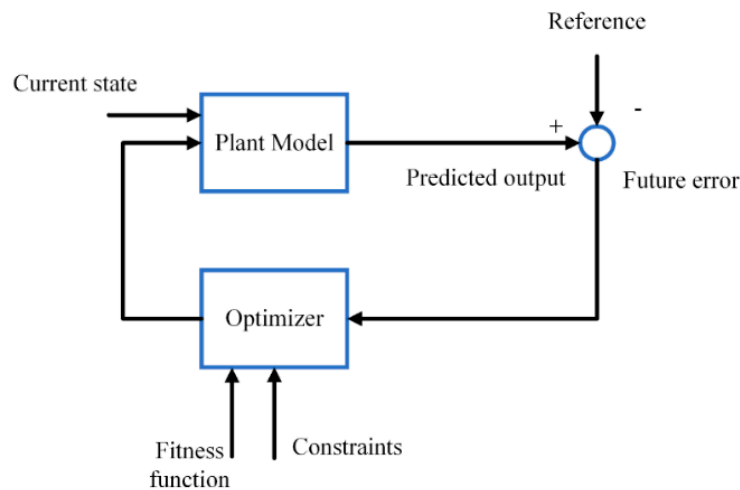 Reference
-
Current state
+
Plant Model
Predicted output
Future error
Optimizer
Fitness
function
Constraints